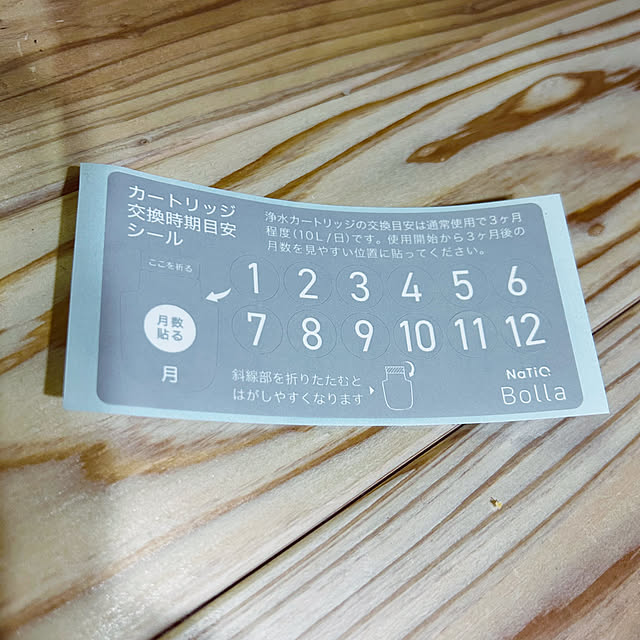 カートリッジ
交換時期目安
シール
浄水カートリッジの交換目安は通常使用で3ヶ月
程度(10L/日)です。使用開始から3ヶ月後の
月数を見やすい位置に貼ってください。
ここを折る
月数
貼る
月
1 2 3 4 5 6
7 8 9 10 11 12
斜線部を折りたたむと
はがしやすくなります
NaTiO
Bolla